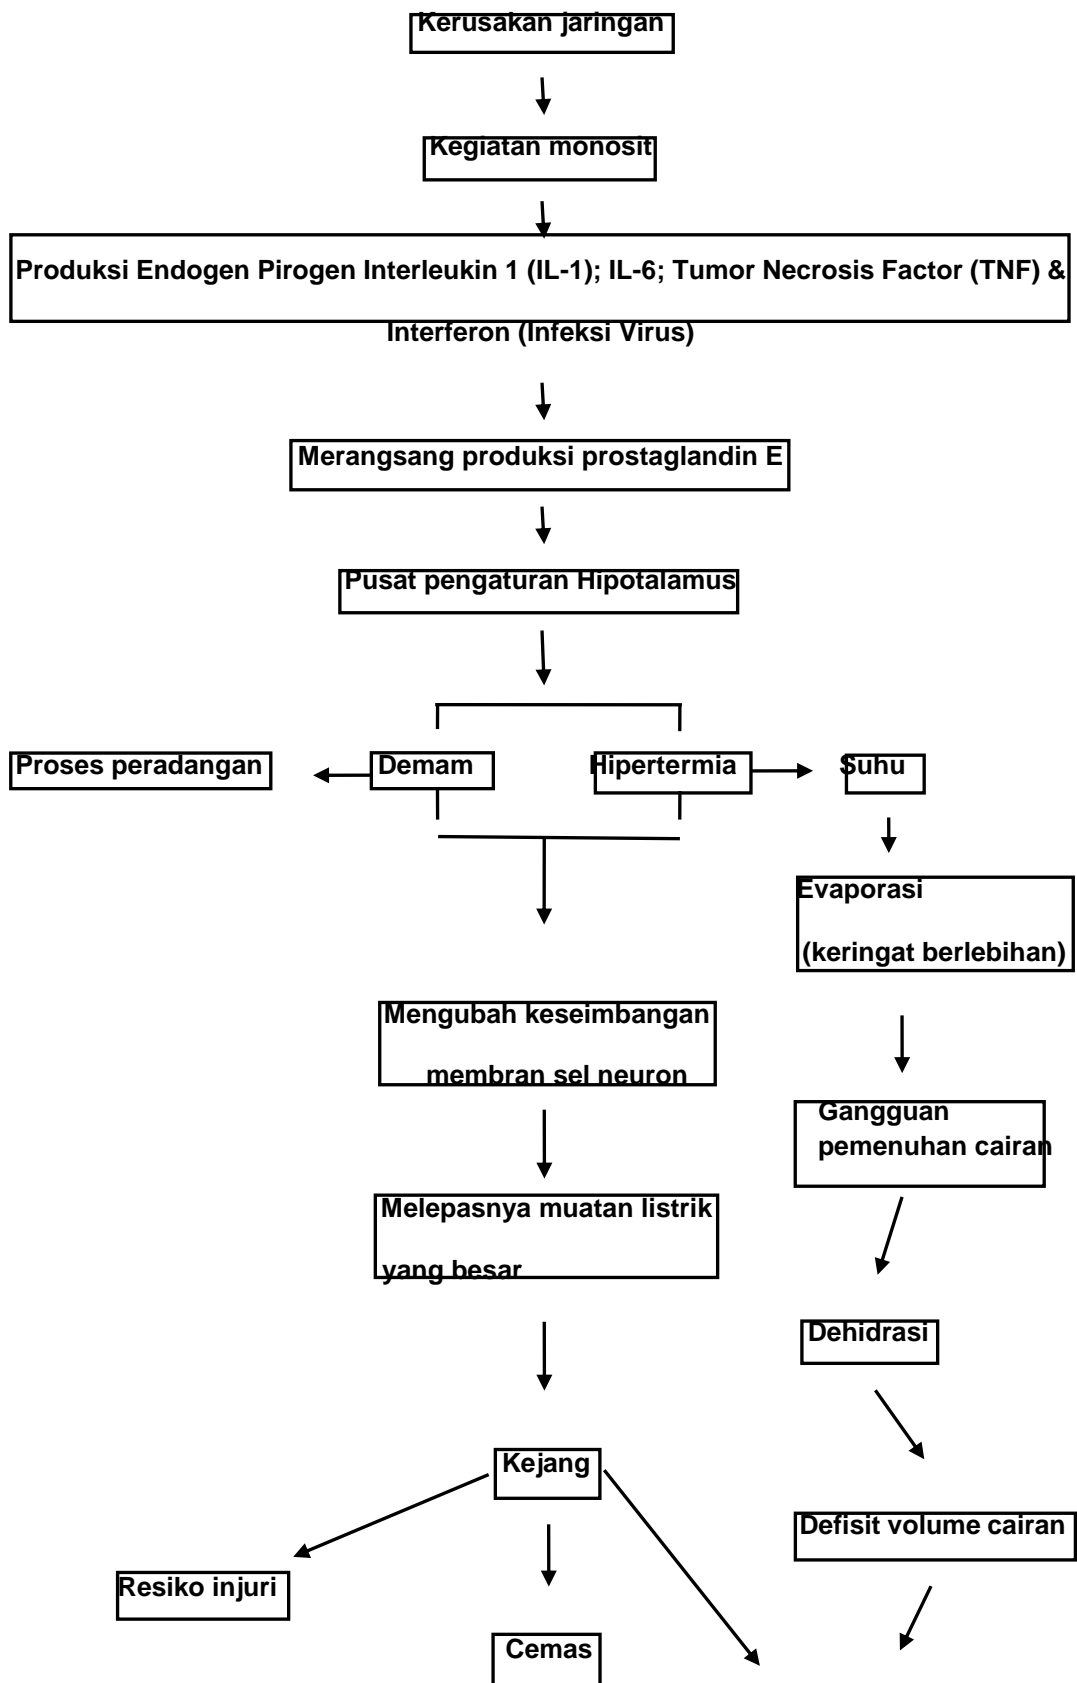 Kerusakan jaringan
Kegiatan monosit
Produksi Endogen Pirogen Interleukin 1 (IL-1); IL-6; Tumor Necrosis Factor (TNF) &
Interferon (Infeksi Virus)
Merangsang produksi prostaglandin E
Pusat pengaturan Hipotalamus
Proses peradangan
Demam
Hipertermia
Suhu
Evaporasi
(keringat berlebihan)
Mengubah keseimbangan
membran sel neuron
Gangguan
pemenuhan cairan
Melepasnya muatan listrik
yang besar
Dehidrasi
Kejang
Defisit volume cairan
Resiko injuri
Cemas